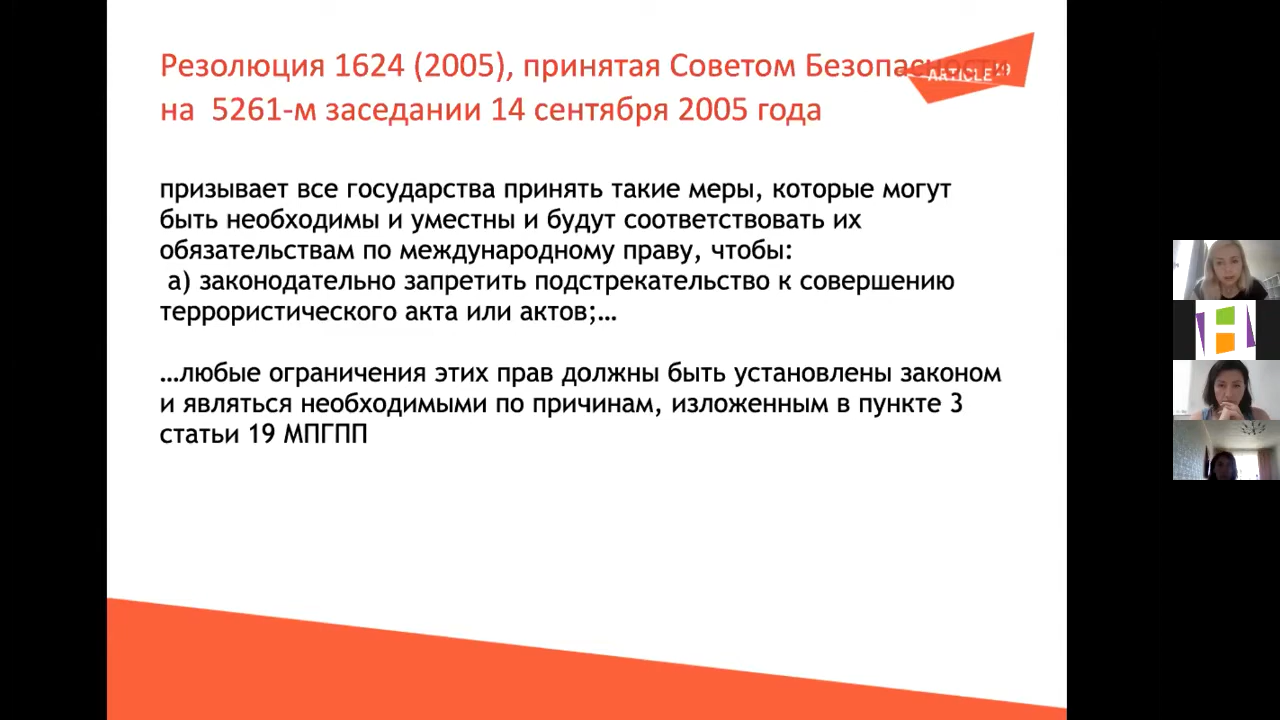 Резолюция 1624 (2005), принятая Советом Безопасности
на 5261-м заседании 14 сентября 2005 года
ARTICLE 19
призывает все государства принять такие меры, которые могут
быть необходимы и уместны и будут соответствовать их
обязательствам по международному праву, чтобы:
а) законодательно запретить подстрекательство к совершению
террористического акта или актов;…
…любые ограничения этих прав должны быть установлены законом
и являться необходимыми по причинам, изложенным в пункте 3
статьи 19 МПГПП